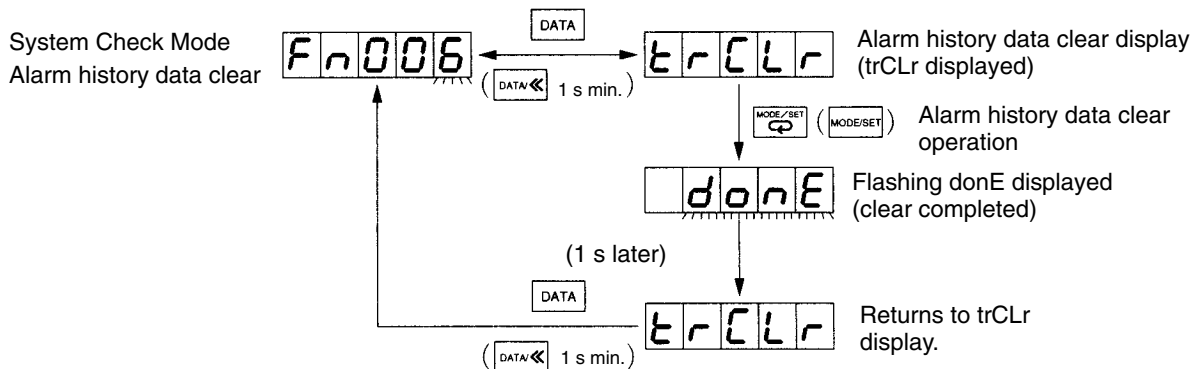 System Check Mode
Alarm history data clear
Fn006
DATA
(DATA/≪ 1 s min.)
trCLr
Alarm history data clear display
(trCLr displayed)
MODE/SET (MODE/SET)
Alarm history data clear
operation
donE
Flashing donE displayed
(clear completed)
(1 s later)
DATA
(DATA/≪ 1 s min.)
trCLr
Returns to trCLr
display.